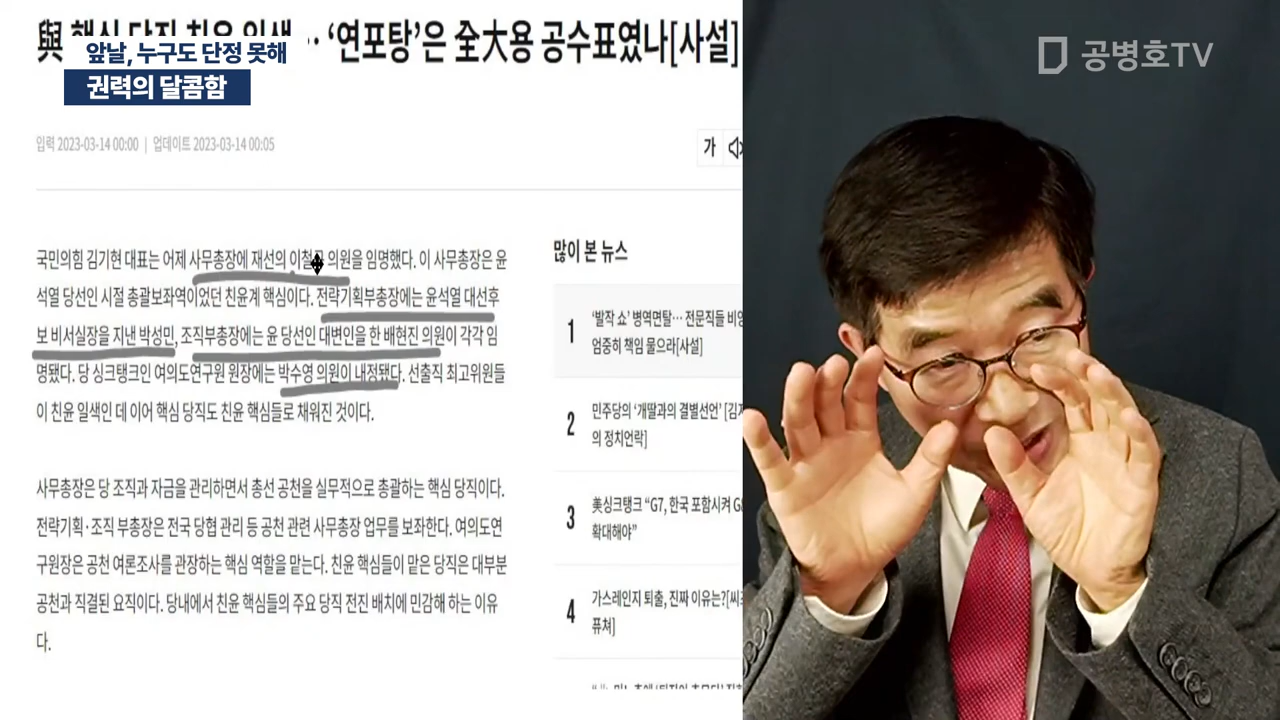 與 핵심 당직 친윤 일색… ‘연포탕’은 全大용 공수표였나[사설]
앞날, 누구도 단정 못해
권력의 달콤함
공병호TV
입력 2023-03-14 00:00 | 업데이트 2023-03-14 00:05
가
국민의힘 김기현 대표는 어제 사무총장에 재선의 이철 의원을 임명했다. 이 사무총장은 윤
석열 당선인 시절 총괄보좌역이었던 친윤계 핵심이다. 전략기획부총장에는 윤석열 대선후
보 비서실장을 지낸 박성민, 조직부총장에는 윤 당선인 대변인을 한 배현진 의원이 각각 임
명됐다. 당 싱크탱크인 여의도연구원 원장에는 박수영 의원이 내정됐다. 선출직 최고위원들
이 친윤 일색인 데 이어 핵심 당직도 친윤 핵심들로 채워진 것이다.
사무총장은 당 조직과 자금을 관리하면서 총선 공천을 실무적으로 총괄하는 핵심 당직이다.
전략기획·조직 부총장은 전국 당협 관리 등 공천 관련 사무총장 업무를 보좌한다. 여의도연
구원장은 공천 여론조사를 관장하는 핵심 역할을 맡는다. 친윤 핵심들이 맡은 당직은 대부분
공천과 직결된 요직이다. 당내에서 친윤 핵심들의 주요 당직 전진 배치에 민감해 하는 이유
다.
많이 본 뉴스
1
‘발작 쇼’ 병역면탈… 전문직들 비양
엄중히 책임 물으라[사설]
2
민주당의 ‘개딸과의 결별선언’
의 정치언락]
3
美싱크탱크 “G7, 한국 포함시켜
확대해야”
4
가스레인지 퇴출, 진짜 이유는?
퓨쳐]